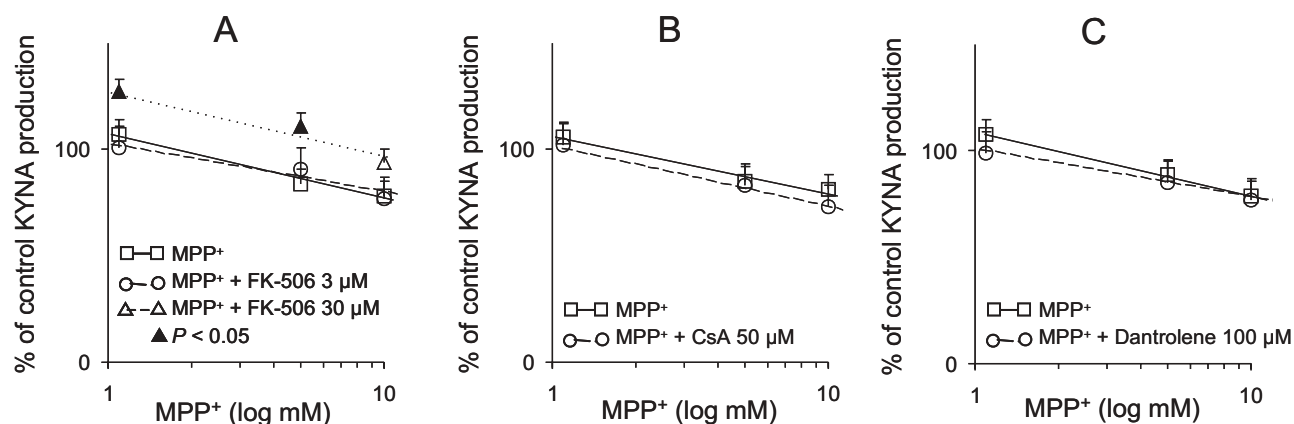 A
% of control KYNA production
100
0
MPP⁺
MPP⁺ + FK-506 3 µM
MPP⁺ + FK-506 30 µM
P < 0.05
1
10
MPP⁺ (log mM)
B
% of control KYNA production
100
0
MPP⁺
MPP⁺ + CsA 50 µM
1
10
MPP⁺ (log mM)
C
% of control KYNA production
100
0
MPP⁺
MPP⁺ + Dantrolene 100 µM
1
10
MPP⁺ (log mM)